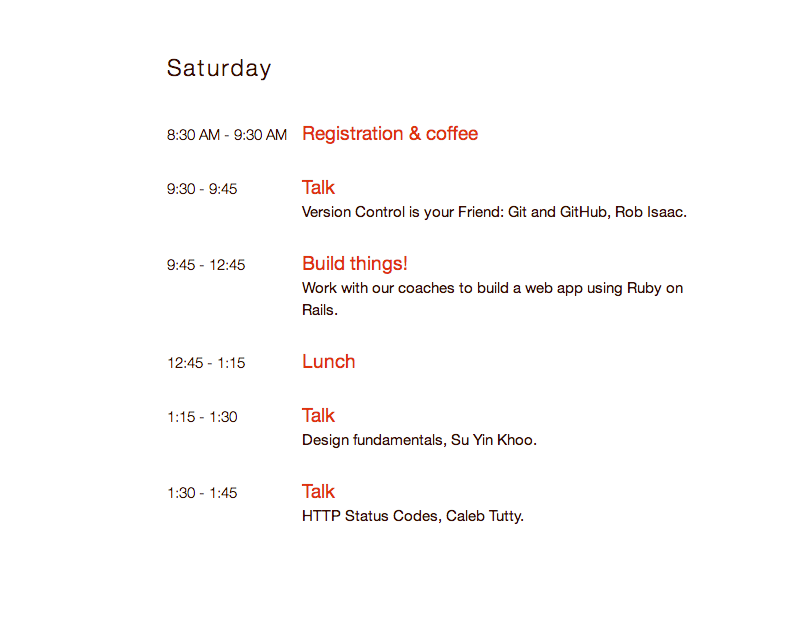 Saturday
8:30 AM - 9:30 AM Registration & coffee
9:30 - 9:45 Talk
Version Control is your Friend: Git and GitHub, Rob Isaac.
9:45 - 12:45 Build things!
Work with our coaches to build a web app using Ruby on
Rails.
12:45 - 1:15 Lunch
1:15 - 1:30 Talk
Design fundamentals, Su Yin Khoo.
1:30 - 1:45 Talk
HTTP Status Codes, Caleb Tutty.